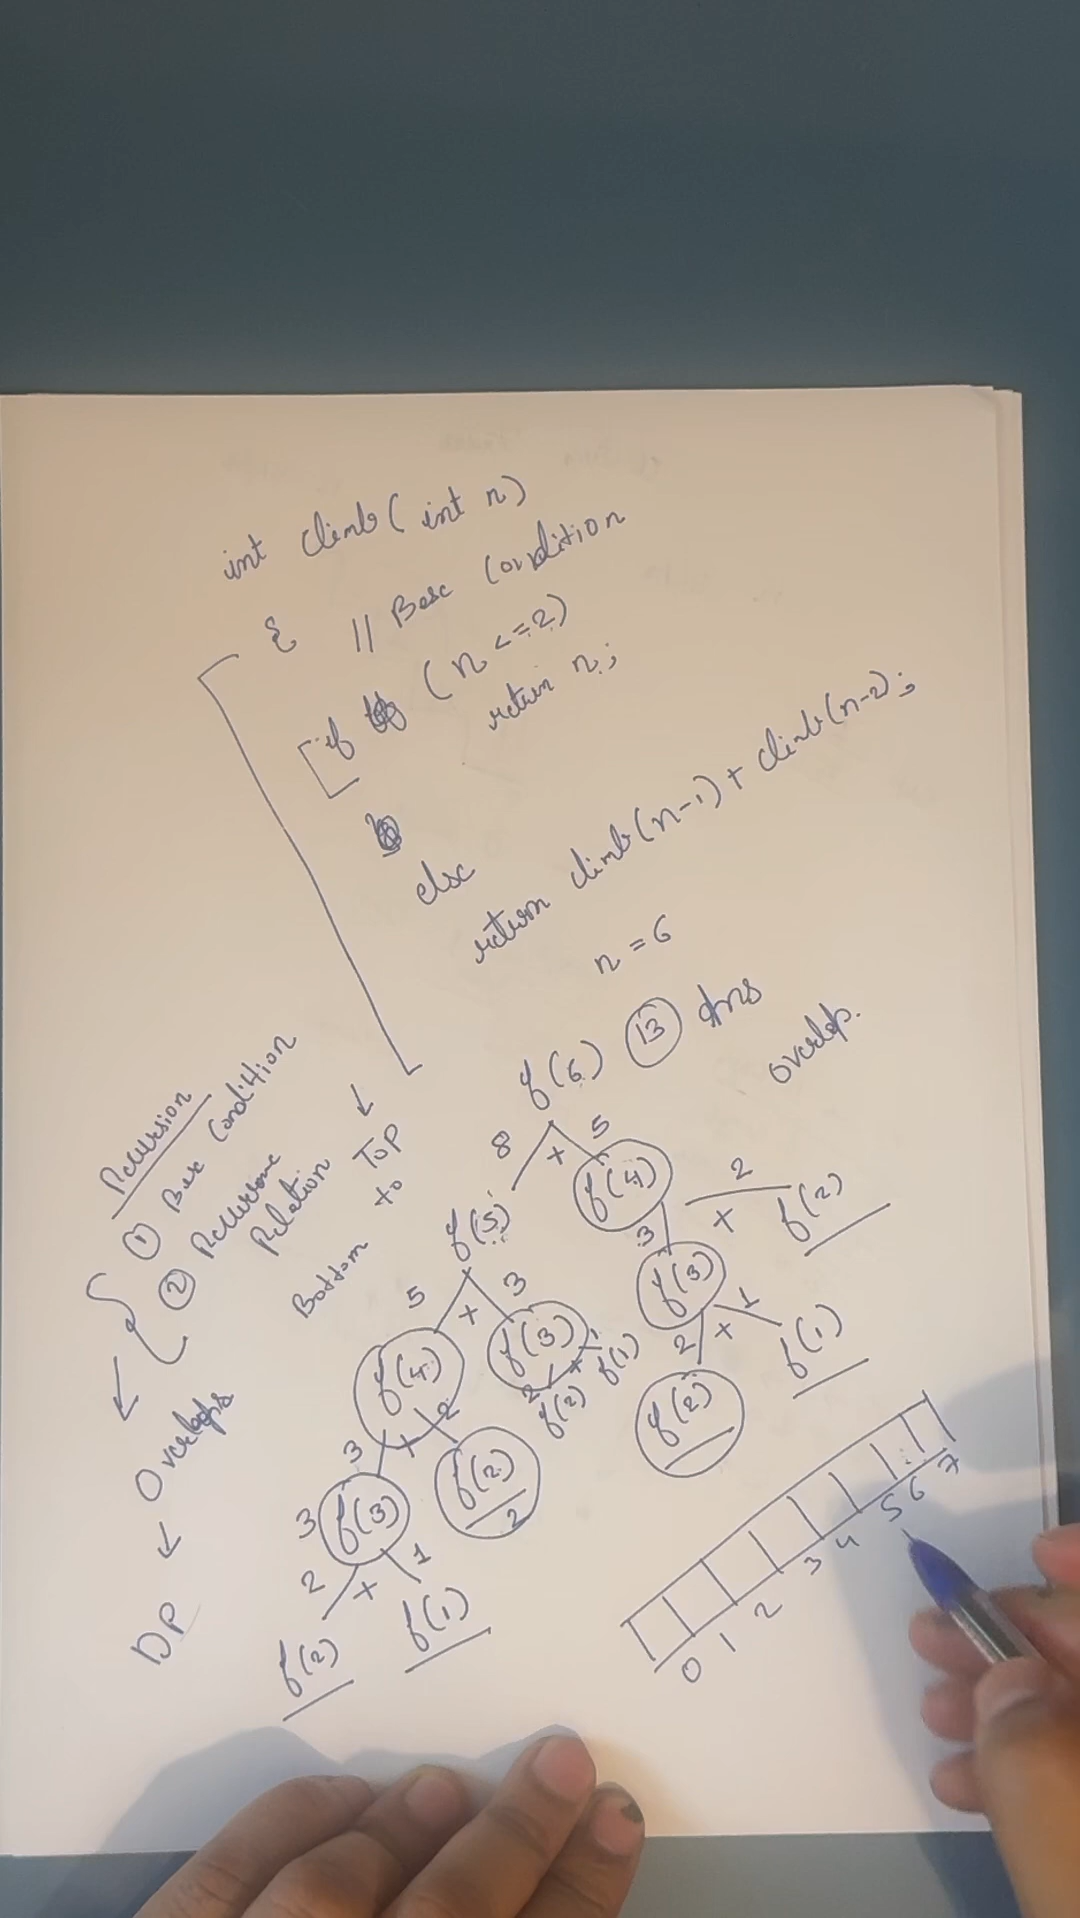 int climb( int n)
{ // Base Condition
if ( n <=2)
return n;
else
return climb(n-1) + climb(n-2);
n = 6
f(6) 13 Ans
overlap.
8 + 5
f(5) f(4)
5 + 3
3 + 2
f(4) f(3)
f(3) f(2)
3 + 2
2 + 1
2 + 1
f(3) f(2)
3
2
f(2) f(1)
f(2) f(1)
2 + 1
f(2) f(1)
Recursion
① Base Condition
② Recursive
Relation
Top
to
Bottom
Overlaps
DP
0 1 2 3 4 5 6 7